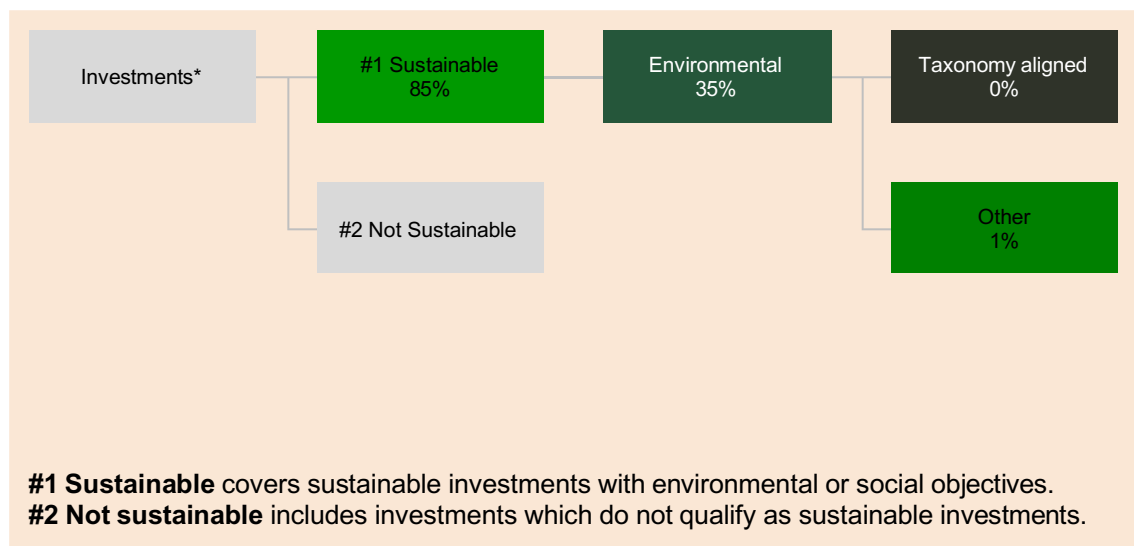 Investments*
#1 Sustainable
85%
Environmental
35%
Taxonomy aligned
0%
#2 Not Sustainable
Other
1%
#1 Sustainable covers sustainable investments with environmental or social objectives.
#2 Not sustainable includes investments which do not qualify as sustainable investments.